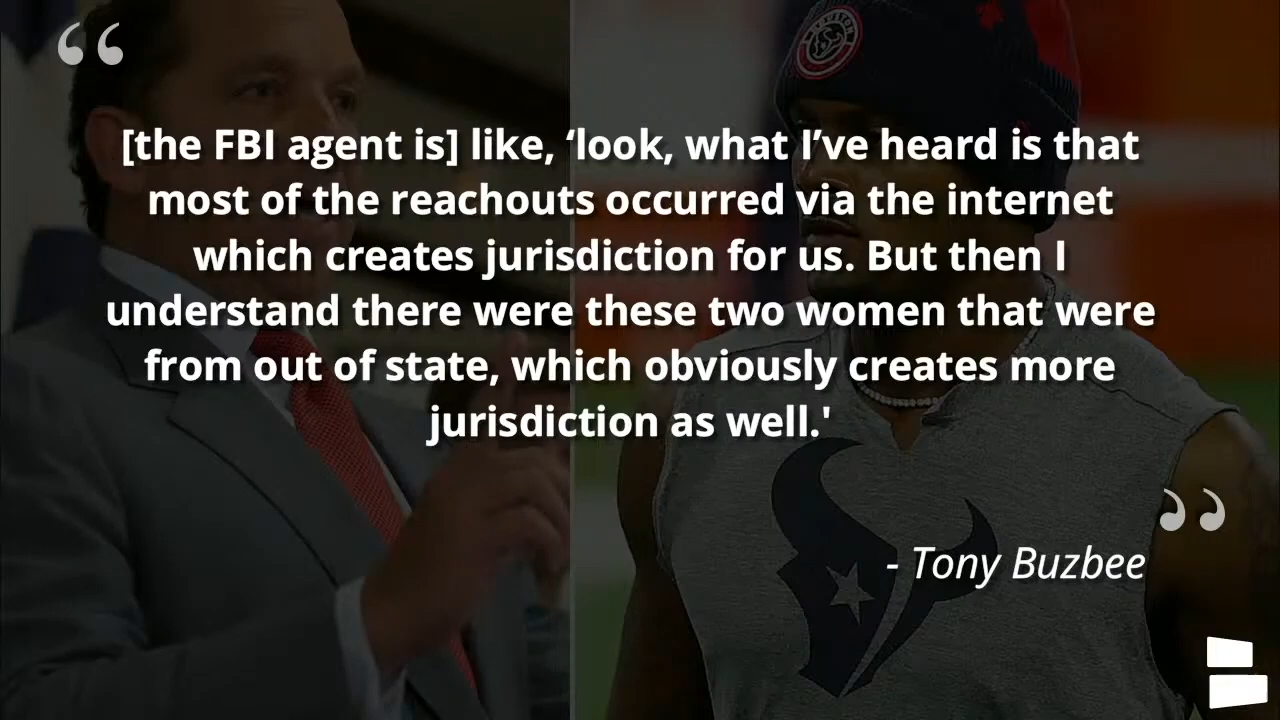 “
[the FBI agent is] like, ‘look, what I’ve heard is that
most of the reachouts occurred via the internet
which creates jurisdiction for us. But then I
understand there were these two women that were
from out of state, which obviously creates more
jurisdiction as well.'
”
- Tony Buzbee